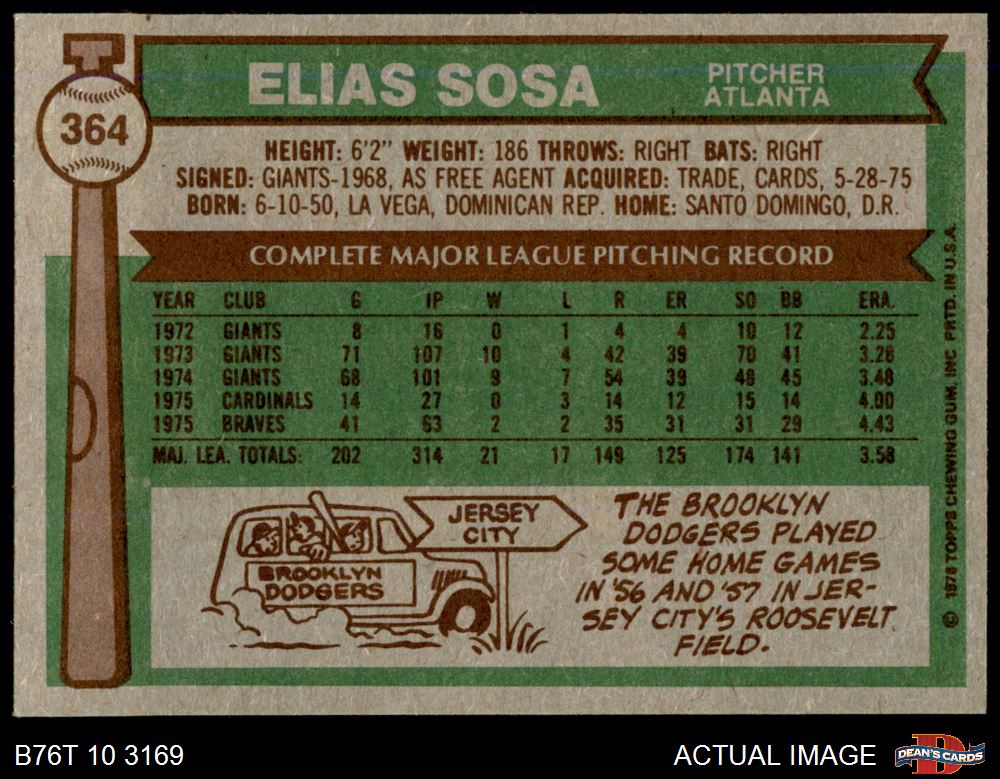 364
ELIAS SOSA
PITCHER
ATLANTA
HEIGHT: 6'2" WEIGHT: 186 THROWS: RIGHT BATS: RIGHT
SIGNED: GIANTS-1968, AS FREE AGENT ACQUIRED: TRADE, CARDS, 5-28-75
BORN: 6-10-50, LA VEGA, DOMINICAN REP. HOME: SANTO DOMINGO, D.R.
COMPLETE MAJOR LEAGUE PITCHING RECORD
YEAR CLUB G IP W L R ER SO BB ERA.
1972 GIANTS 8 16 0 1 4 4 10 12 2.25
1973 GIANTS 71 107 10 4 42 39 70 41 3.28
1974 GIANTS 68 101 9 7 54 39 48 45 3.48
1975 CARDINALS 14 27 0 3 14 12 15 14 4.00
1975 BRAVES 41 63 2 2 35 31 31 29 4.43
MAJ. LEA. TOTALS: 202 314 21 17 149 125 174 141 3.58
JERSEY
CITY
BROOKLYN
DODGERS
THE BROOKLYN
DODGERS PLAYED
SOME HOME GAMES
IN '56 AND '57 IN JER-
SEY CITY'S ROOSEVELT
FIELD.
© 1976 TOPPS CHEWING GUM, INC PRTD. IN U.S.A.
B76T 10 3169
ACTUAL IMAGE
DEAN'S CARDS